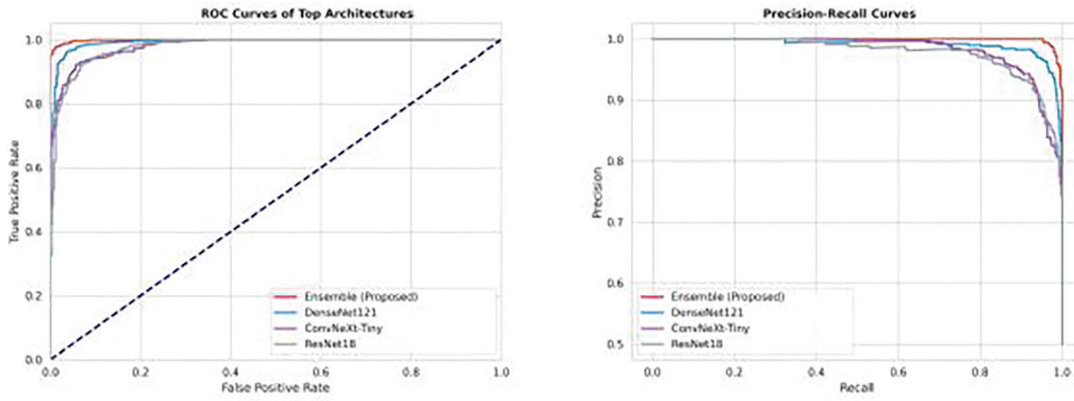 ROC Curves of Top Architectures
1.0
0.8
0.6
0.4
0.2
0.0
True Positive Rate
0.0 0.2 0.4 0.6 0.8 1.0
False Positive Rate
Ensemble (Proposed)
DenseNet121
ConvNeXt-Tiny
ResNet18
Precision-Recall Curves
1.0
0.9
0.8
0.7
0.6
0.5
Precision
0.0 0.2 0.4 0.6 0.8 1.0
Recall
Ensemble (Proposed)
DenseNet121
ConvNeXt-Tiny
ResNet18